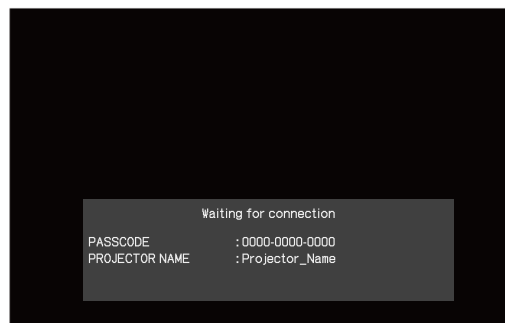 Waiting for connection
PASSCODE : 0000-0000-0000
PROJECTOR NAME : Projector_Name